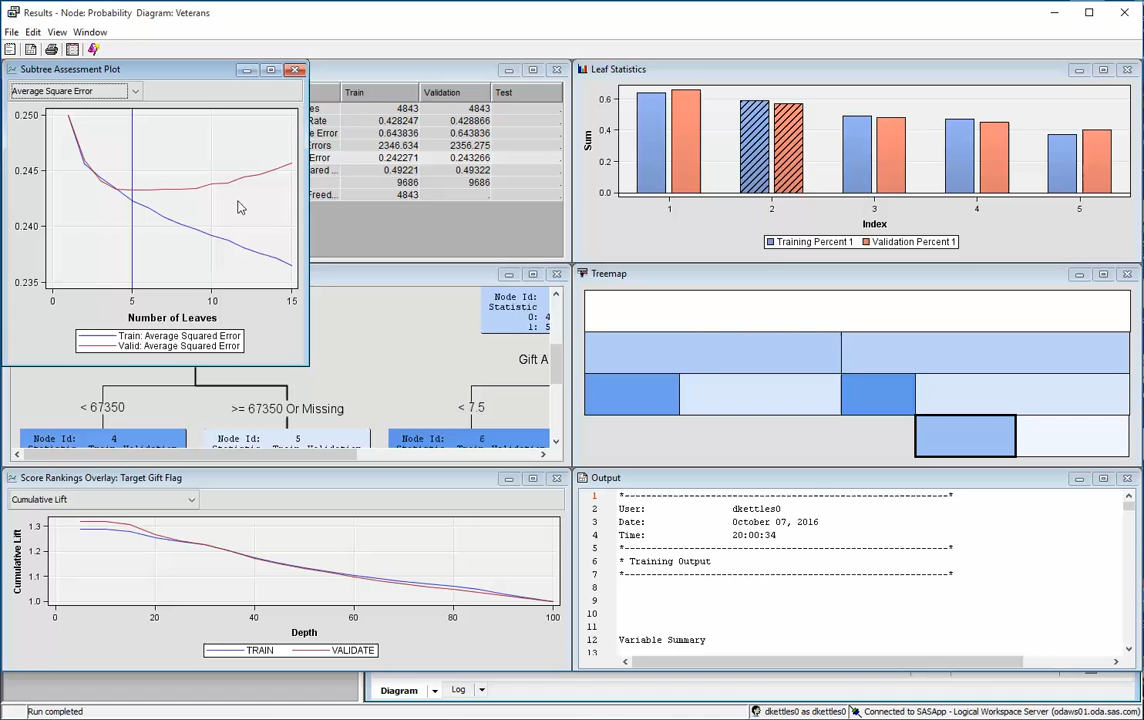 Results - Node: Probability  Diagram: Veterans
File Edit View Window
Subtree Assessment Plot
Average Square Error
0.250
0.245
0.240
0.235
0 5 10 15
Number of Leaves
Train: Average Squared Error
Valid: Average Squared Error
Train Validation Test
es 4843 4843 .
Rate 0.428247 0.428866 .
e Error 0.643836 0.643836 .
Errors 2346.634 2356.275 .
Error 0.242271 0.243266 .
ared ... 0.49221 0.49322 .
9686 9686 .
Freed... 4843 . .
Leaf Statistics
Sum
0.6
0.4
0.2
0.0
1 2 3 4 5
Index
Training Percent 1 Validation Percent 1
Node Id:
Statistic
0: 4
1: 5
Gift A
< 67350 >= 67350 Or Missing < 7.5
Node Id: 4 Node Id: 5 Node Id: 6
Statistic Train Validation Statistic Train Validation Statistic Train Validation
Treemap
Score Rankings Overlay: Target Gift Flag
Cumulative Lift
Cumulative Lift
1.3
1.2
1.1
1.0
0 20 40 60 80 100
Depth
TRAIN VALIDATE
Output
1 *------------------------------------------------------------*
2 User: dkettles0
3 Date: October 07, 2016
4 Time: 20:00:34
5 *------------------------------------------------------------*
6 * Training Output
7 *------------------------------------------------------------*
8
9
10
11
12 Variable Summary
13
Diagram Log
Run completed
dkettles0 as dkettles0 Connected to SASApp - Logical Workspace Server (odaws01.oda.sas.com)